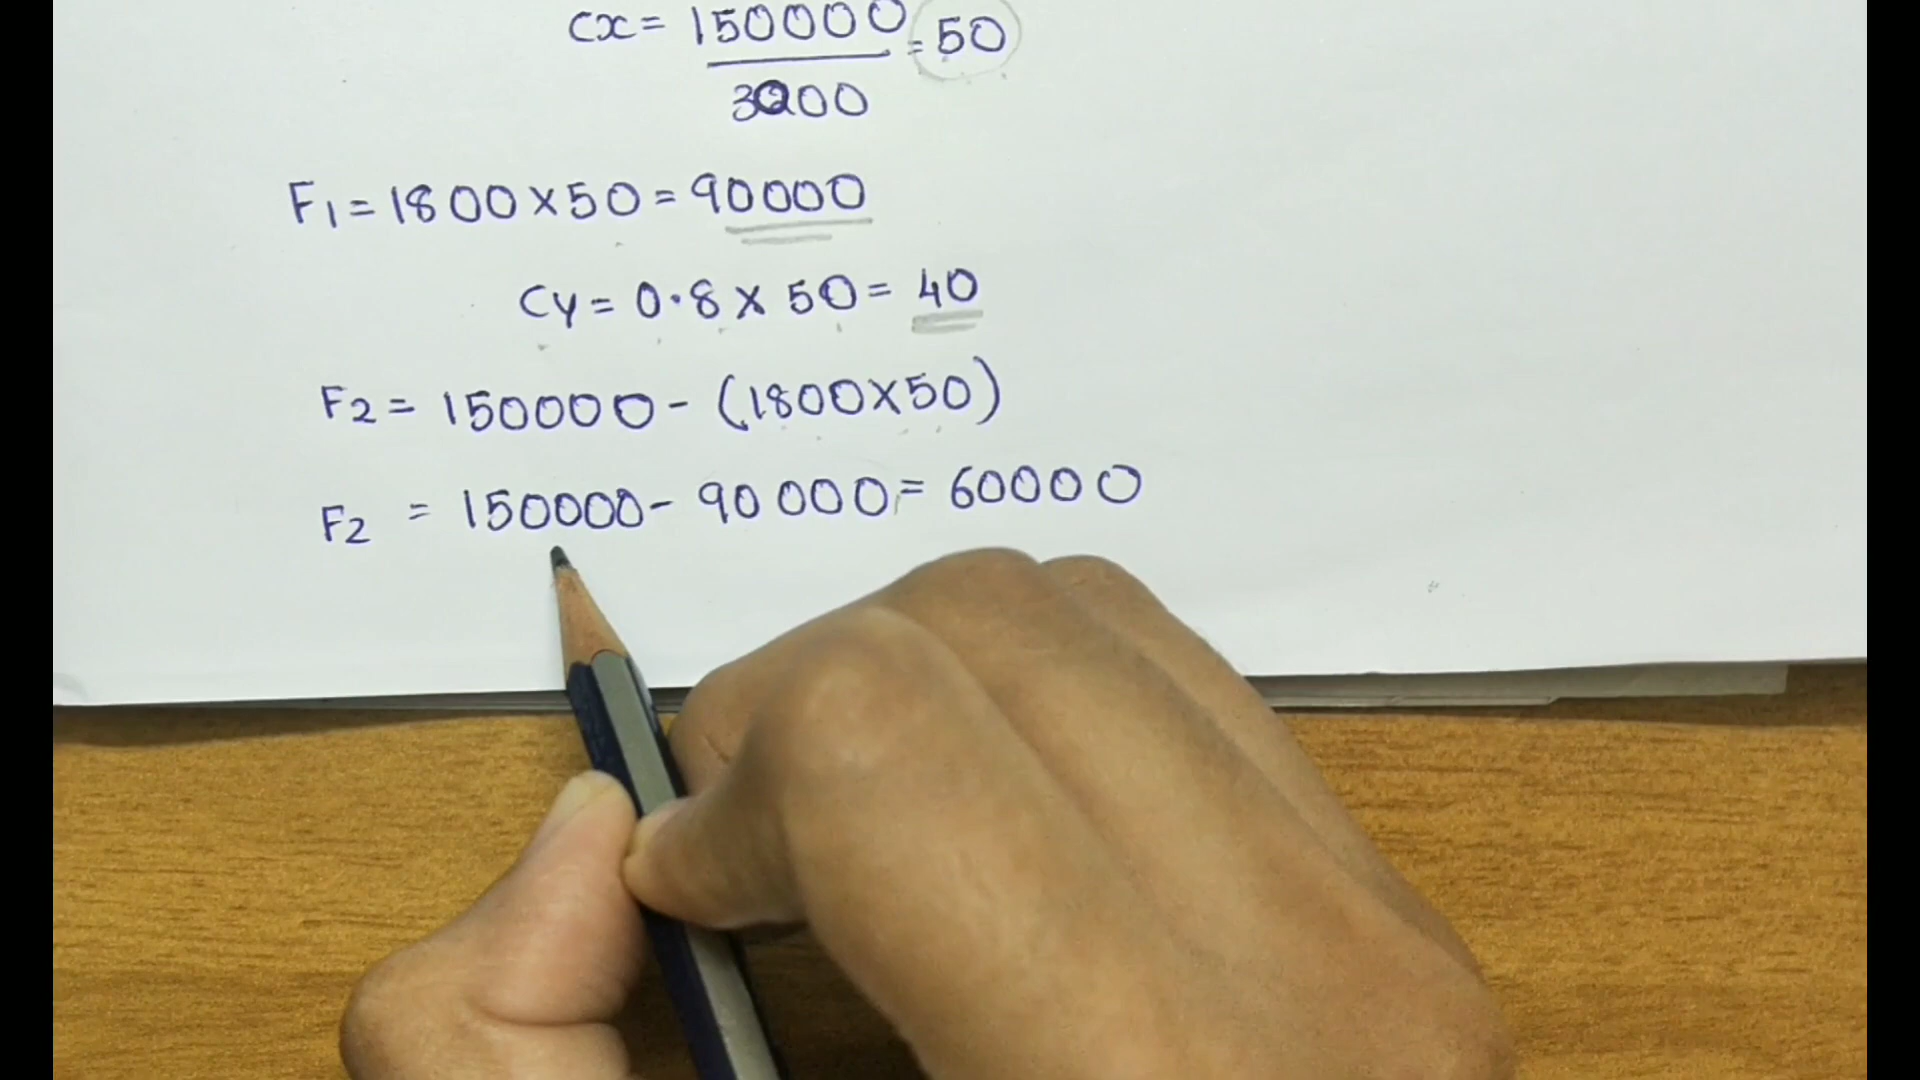 Cx = 150000 / 3000 = 50
F1 = 1800 x 50 = 90000
Cy = 0.8 x 50 = 40
F2 = 150000 - (1800x50)
F2 = 150000 - 90000 = 60000